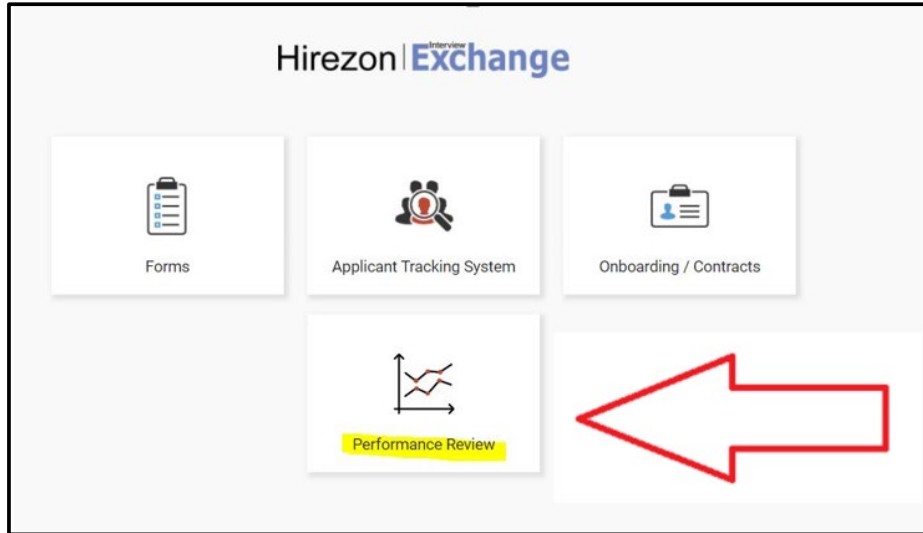 Interview
Hirezon|Exchange
Forms
Applicant Tracking System
Onboarding / Contracts
Performance Review